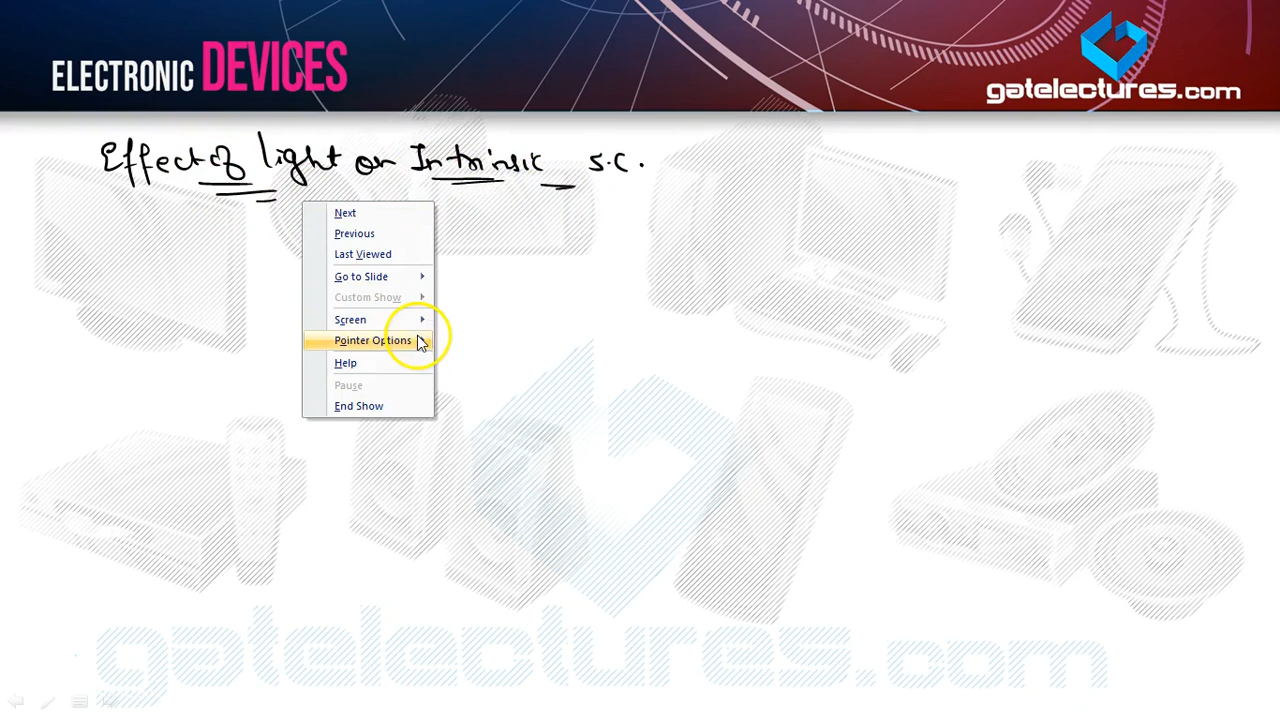 ELECTRONIC DEVICES
gatelectures.com
Effect of light on Intrinsic S.C.
Next
Previous
Last Viewed
Go to Slide
Custom Show
Screen
Pointer Options
Help
Pause
End Show
gatelectures.com